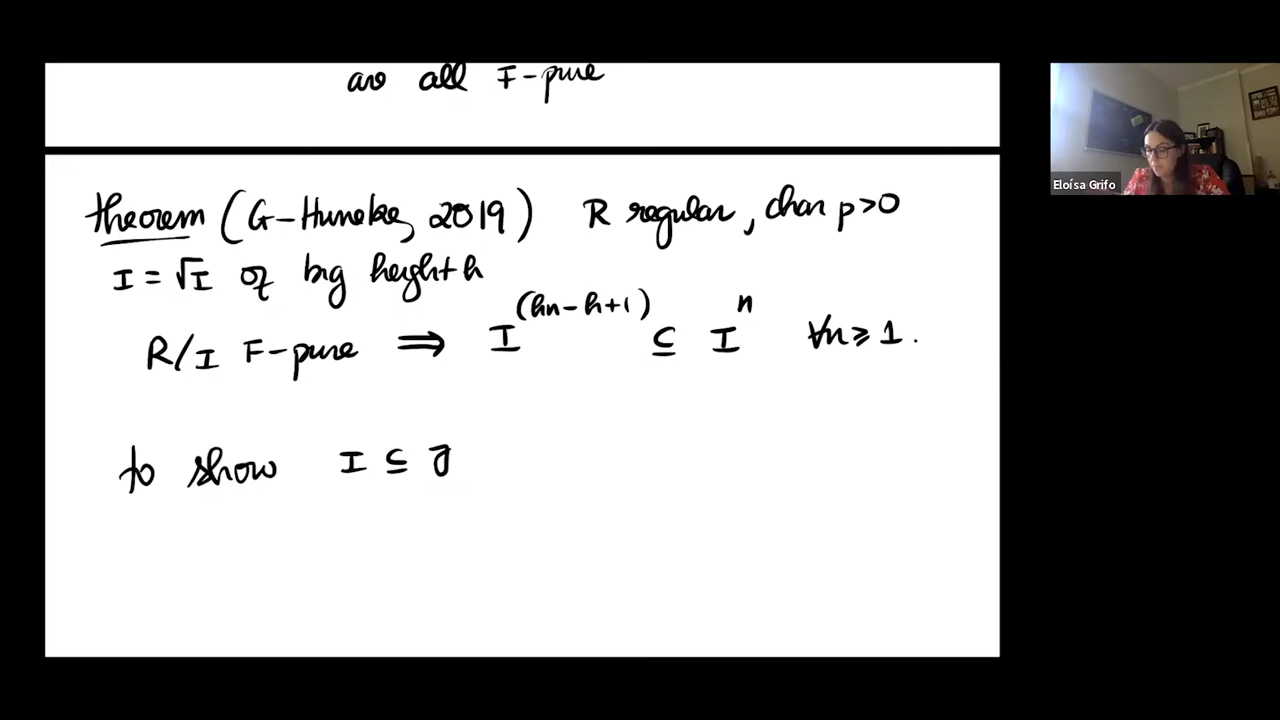 are all F-pure
Theorem (G-Huneke, 2019) R regular, char p>0
I = √I of big height h
R/I F-pure ⟹ I^(hn-h+1) ⊆ I^n ∀n ≥ 1.
to show I ⊆ J
Eloísa Grifo